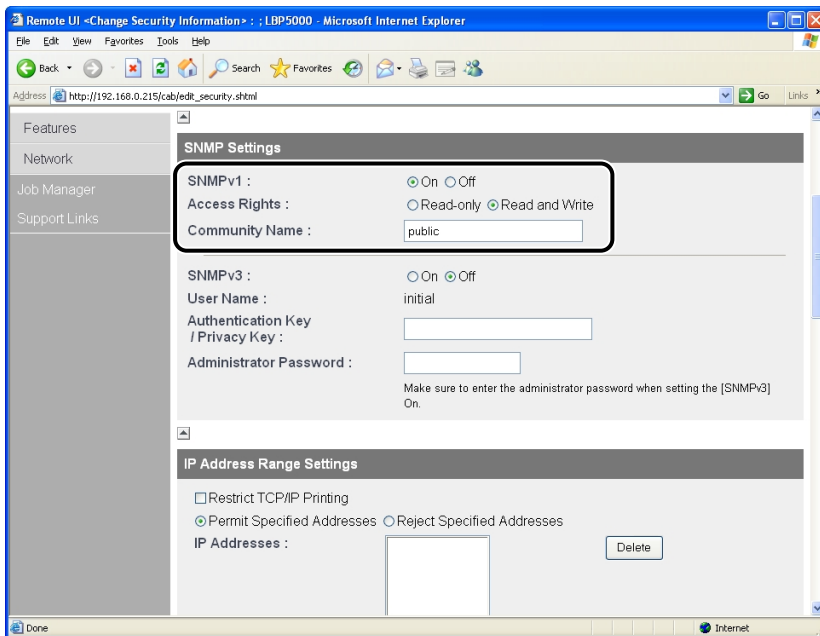 Remote UI <Change Security Information> : ; LBP5000 - Microsoft Internet Explorer
File Edit View Favorites Tools Help
Back Search Favorites
Address http://192.168.0.215/cab/edit_security.shtml Go Links
Features
Network
Job Manager
Support Links
SNMP Settings
SNMPv1 : On Off
Access Rights : Read-only Read and Write
Community Name : public
SNMPv3 : On Off
User Name : initial
Authentication Key
/ Privacy Key :
Administrator Password :
Make sure to enter the administrator password when setting the [SNMPv3]
On.
IP Address Range Settings
Restrict TCP/IP Printing
Permit Specified Addresses Reject Specified Addresses
IP Addresses : Delete
Done Internet